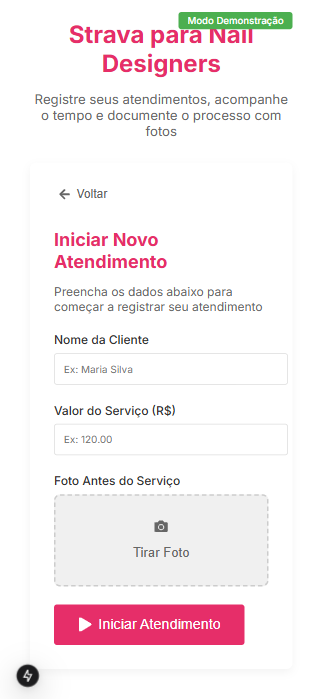 Modo Demonstração
Strava para Nail
Designers
Registre seus atendimentos, acompanhe
o tempo e documente o processo com
fotos
Voltar
Iniciar Novo
Atendimento
Preencha os dados abaixo para
começar a registrar seu atendimento
Nome da Cliente
Ex: Maria Silva
Valor do Serviço (R$)
Ex: 120.00
Foto Antes do Serviço
Tirar Foto
Iniciar Atendimento